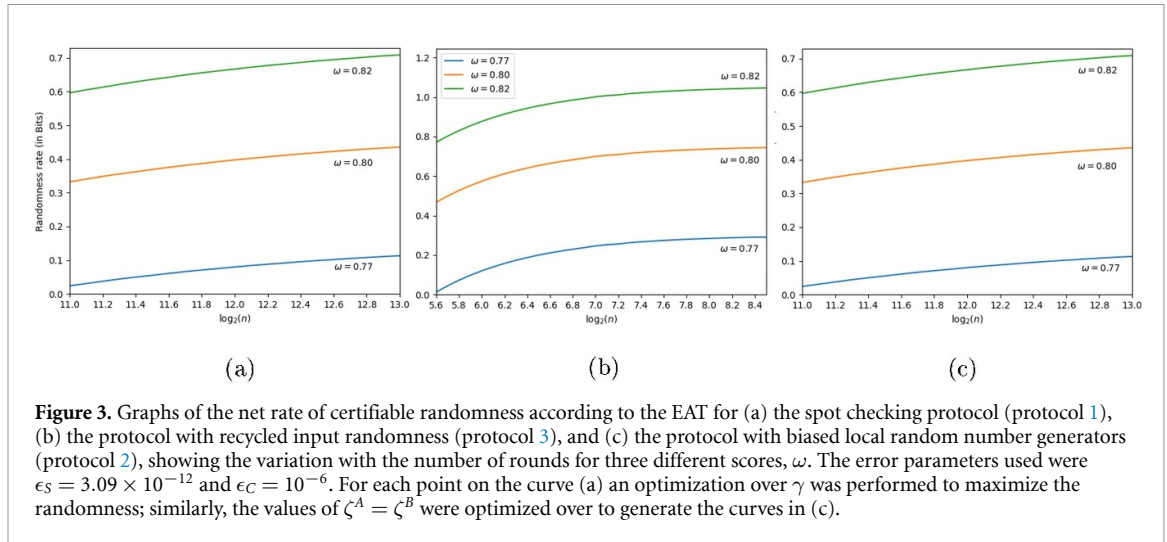 0.7
0.6
0.5
0.4
0.3
0.2
0.1
0.0
Randomness rate (in Bits)
ω = 0.82
ω = 0.80
ω = 0.77
11.0 11.2 11.4 11.6 11.8 12.0 12.2 12.4 12.6 12.8 13.0
log₂(n)
(a)
1.2
1.0
0.8
0.6
0.4
0.2
0.0
ω = 0.77
ω = 0.80
ω = 0.82
ω = 0.82
ω = 0.80
ω = 0.77
5.6 5.8 6.0 6.2 6.4 6.6 6.8 7.0 7.2 7.4 7.6 7.8 8.0 8.2 8.4
log₂(n)
(b)
0.7
0.6
0.5
0.4
0.3
0.2
0.1
0.0
ω = 0.82
ω = 0.80
ω = 0.77
11.0 11.2 11.4 11.6 11.8 12.0 12.2 12.4 12.6 12.8 13.0
log₂(n)
(c)
Figure 3. Graphs of the net rate of certifiable randomness according to the EAT for (a) the spot checking protocol (protocol 1),
(b) the protocol with recycled input randomness (protocol 3), and (c) the protocol with biased local random number generators
(protocol 2), showing the variation with the number of rounds for three different scores, ω. The error parameters used were
ϵ_S = 3.09 × 10⁻¹² and ϵ_C = 10⁻⁶. For each point on the curve (a) an optimization over γ was performed to maximize the
randomness; similarly, the values of ζᴬ = ζᴮ were optimized over to generate the curves in (c).